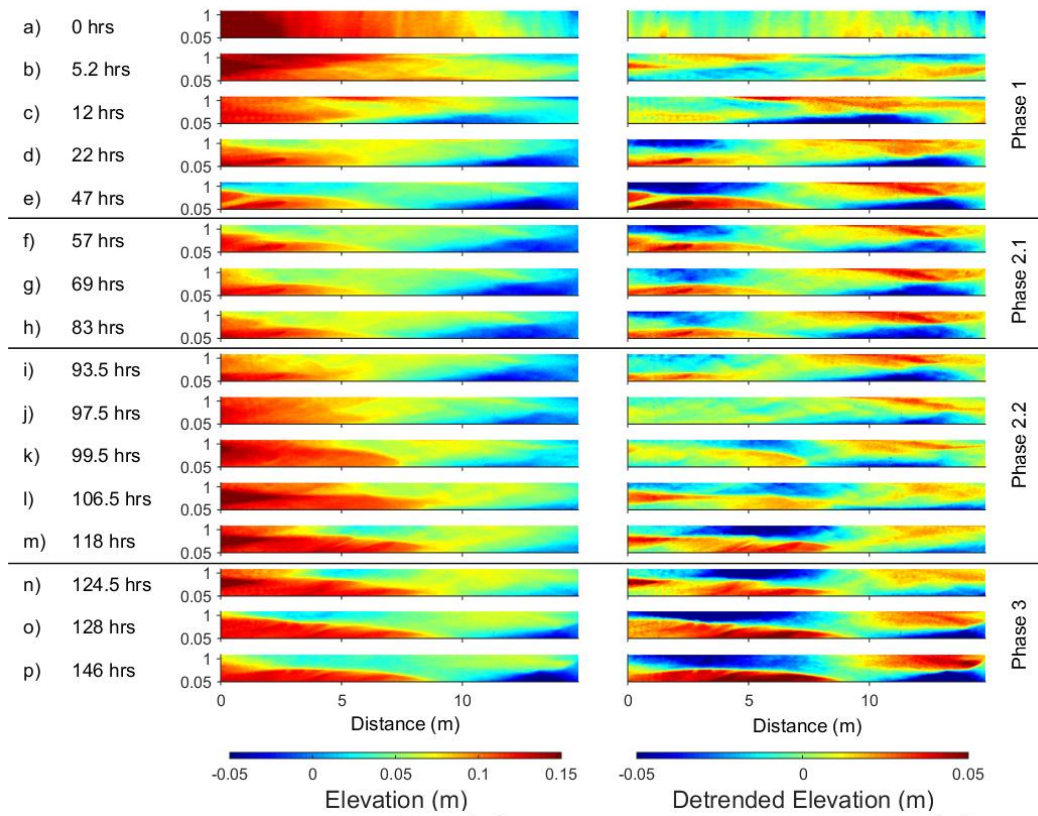 a) 0 hrs 1 0.05
b) 5.2 hrs 1 0.05
c) 12 hrs 1 0.05
d) 22 hrs 1 0.05
e) 47 hrs 1 0.05
Phase 1
f) 57 hrs 1 0.05
g) 69 hrs 1 0.05
h) 83 hrs 1 0.05
Phase 2.1
i) 93.5 hrs 1 0.05
j) 97.5 hrs 1 0.05
k) 99.5 hrs 1 0.05
l) 106.5 hrs 1 0.05
m) 118 hrs 1 0.05
Phase 2.2
n) 124.5 hrs 1 0.05
o) 128 hrs 1 0.05
p) 146 hrs 1 0.05
Phase 3
0 5 10 0 5 10
Distance (m) Distance (m)
-0.05 0 0.05 0.1 0.15 -0.05 0 0.05
Elevation (m) Detrended Elevation (m)